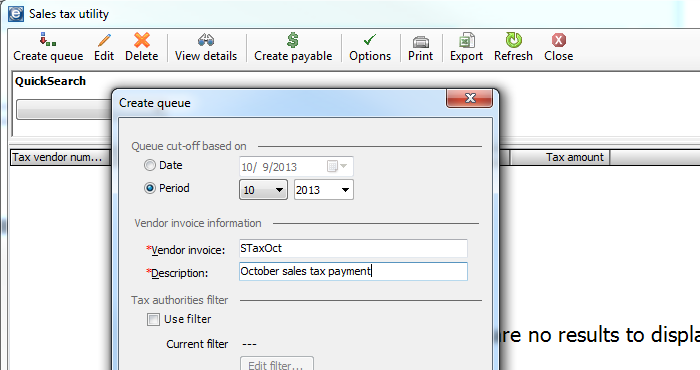 Sales tax utility
Create queue Edit Delete View details Create payable Options Print Export Refresh Close
QuickSearch
Create queue
Queue cut-off based on
Date 10/ 9/2013
Period 10 2013
Tax vendor num... Tax amount
Vendor invoice information
*Vendor invoice: STaxOct
*Description: October sales tax payment
Tax authorities filter
Use filter
are no results to displa
Current filter ---
Edit filter...